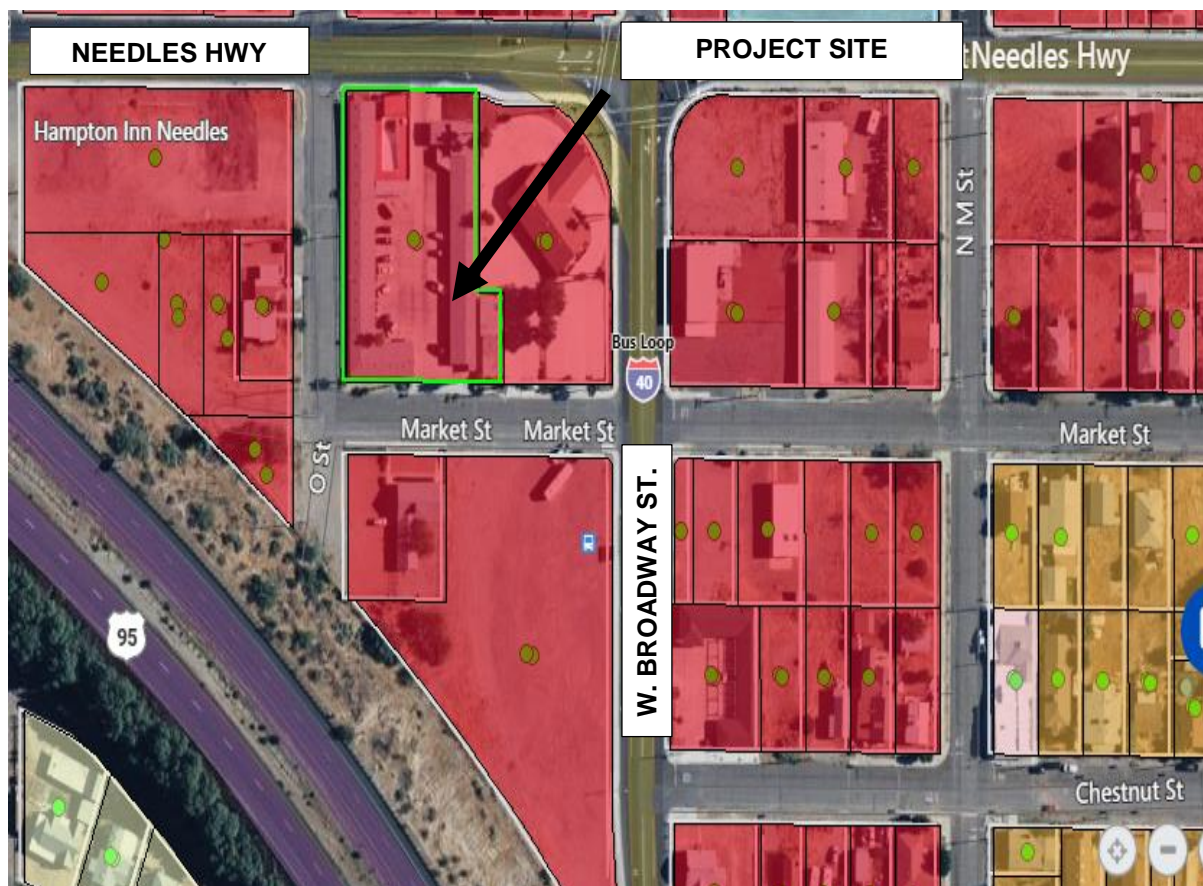 NEEDLES HWY
PROJECT SITE
tNeedles Hwy
Hampton Inn Needles
N M St
Bus Loop
40
Market St
Market St
Market St
O St
W. BROADWAY ST.
95
Chestnut St